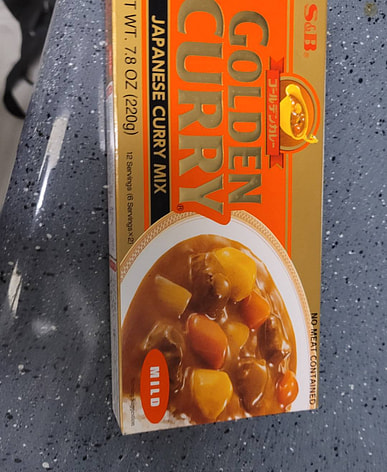 S&B
ゴールデンカレー
GOLDEN
CURRY®
JAPANESE CURRY MIX
T WT. 7.8 OZ (220g)
12 Servings (6 Servings×2)
NO MEAT CONTAINED
MILD